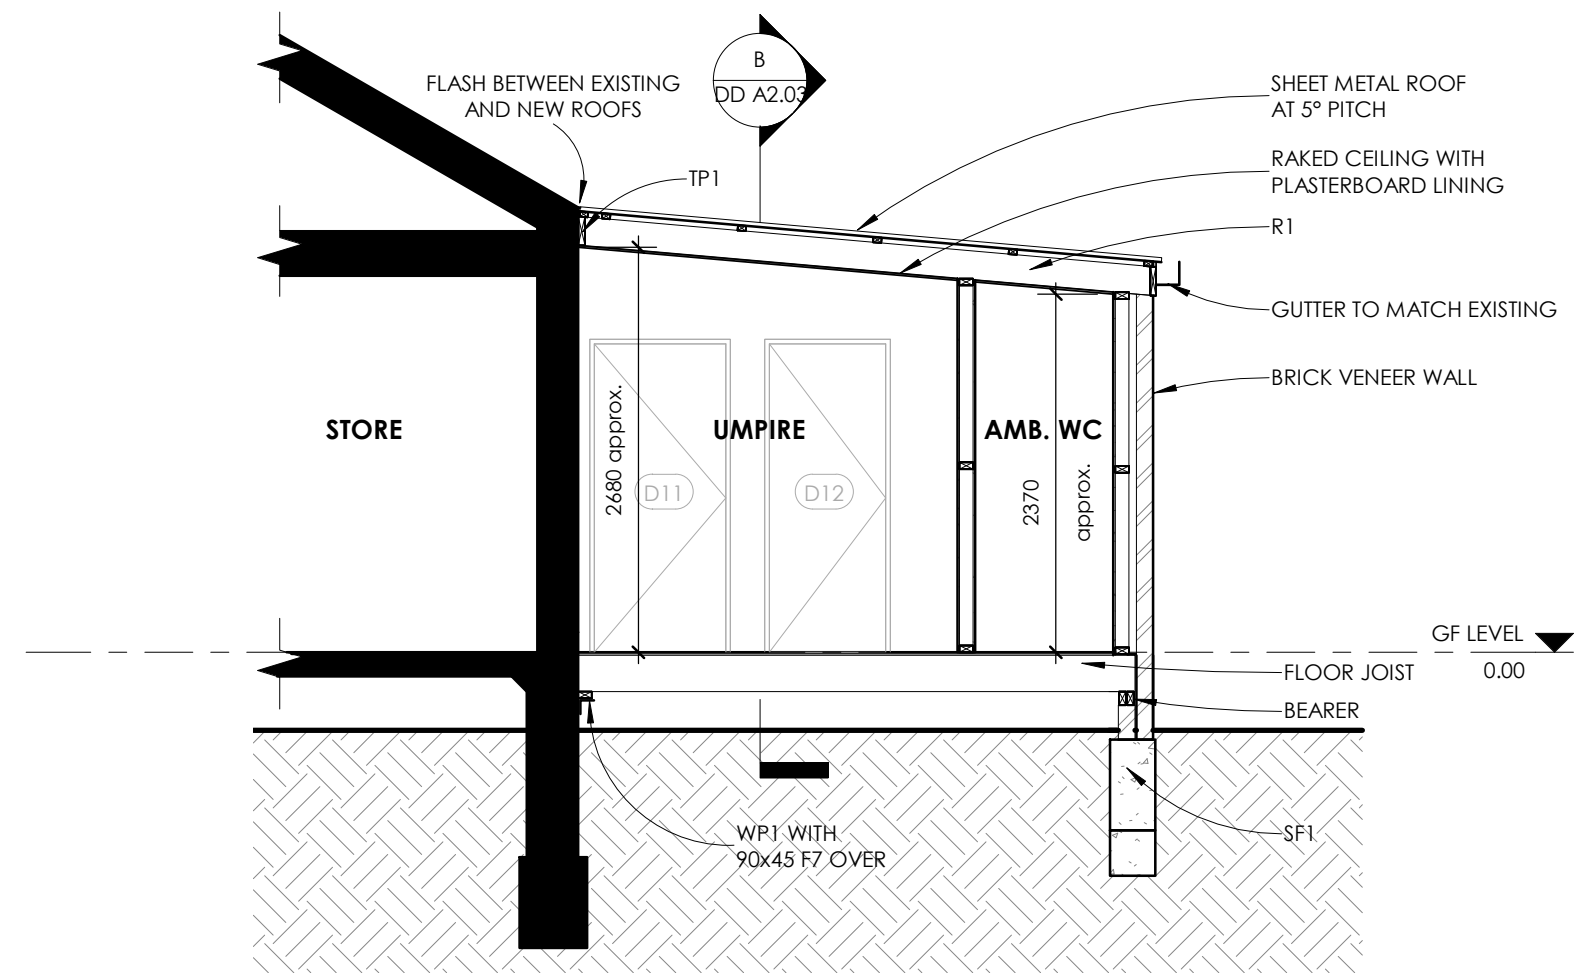 B
DD A2.03
FLASH BETWEEN EXISTING
AND NEW ROOFS
TP1
SHEET METAL ROOF
AT 5° PITCH
RAKED CEILING WITH
PLASTERBOARD LINING
R1
GUTTER TO MATCH EXISTING
BRICK VENEER WALL
STORE
UMPIRE
AMB. WC
2680 approx.
D11
D12
2370
approx.
GF LEVEL
0.00
FLOOR JOIST
BEARER
WP1 WITH
90x45 F7 OVER
SF1